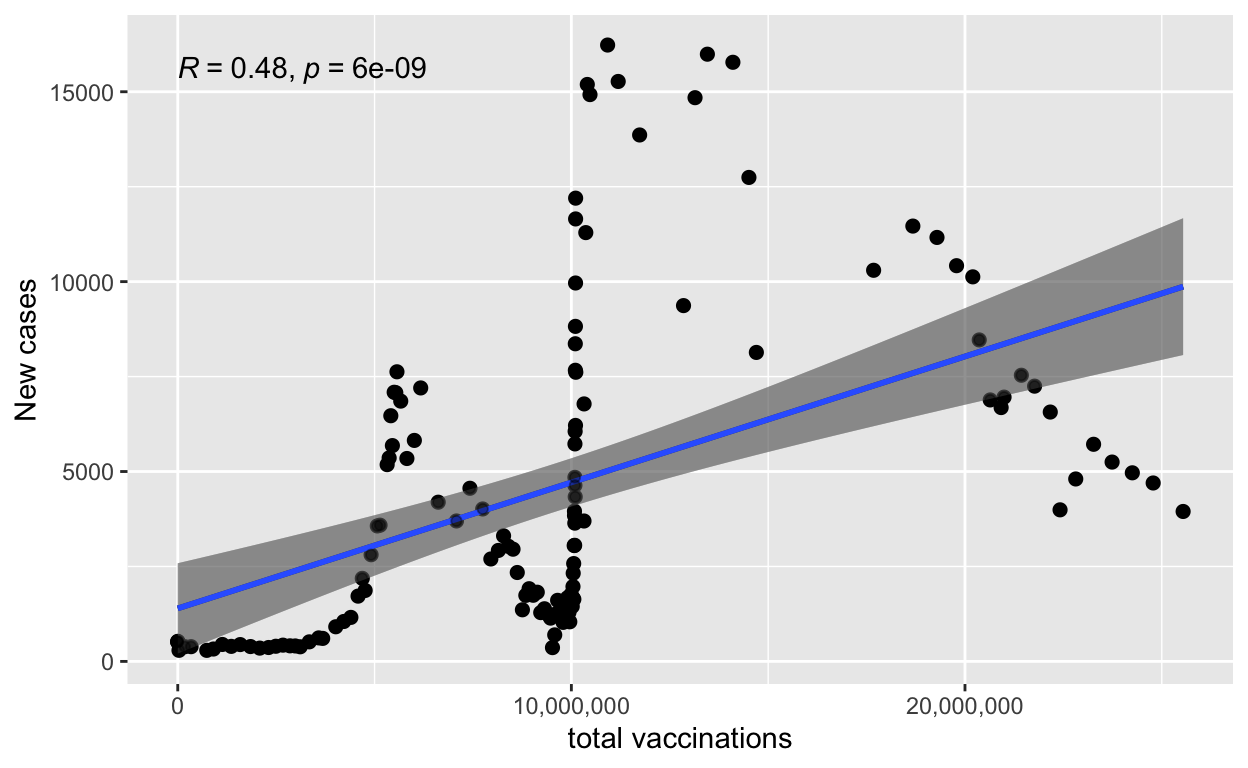 R = 0.48, p = 6e-09
15000
10000
5000
0
New cases
0
10,000,000
20,000,000
total vaccinations